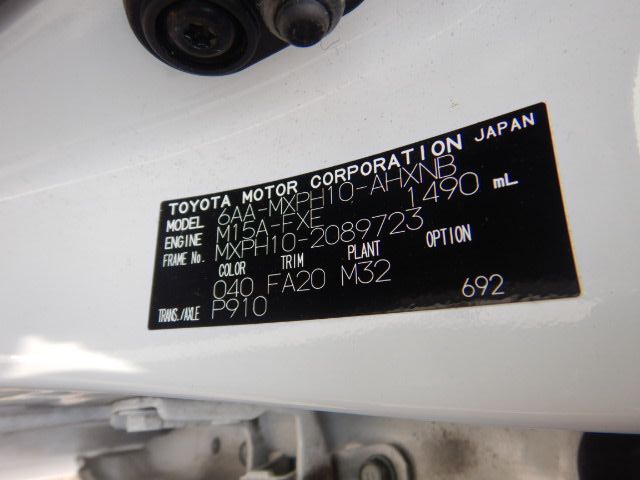 TOYOTA MOTOR CORPORATION JAPAN
MODEL 6AA-MXPH10-AHXNB
ENGINE M15A-FXE 1490 mL
FRAME No. MXPH10-2089723
COLOR TRIM PLANT OPTION
040 FA20 M32
TRANS./AXLE P910 692